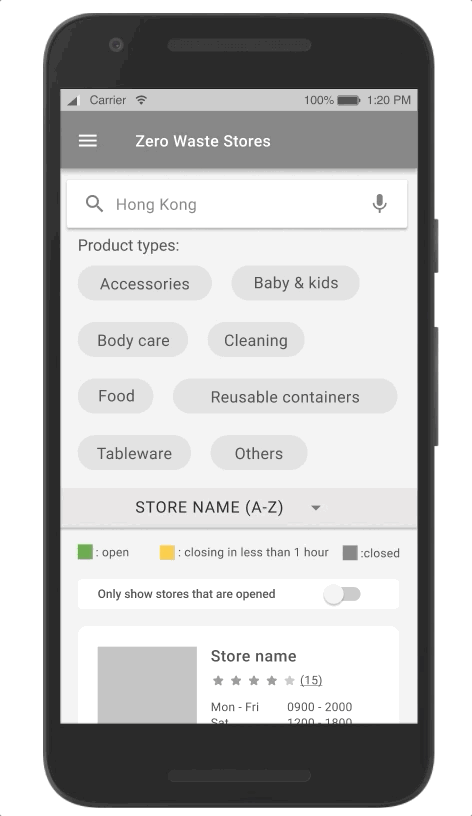 Carrier 100% 1:20 PM
Zero Waste Stores
Hong Kong
Product types:
Accessories Baby & kids
Body care Cleaning
Food Reusable containers
Tableware Others
STORE NAME (A-Z)
: open : closing in less than 1 hour :closed
Only show stores that are opened
Store name
(15)
Mon - Fri 0900 - 2000
Sat 1200 - 1800